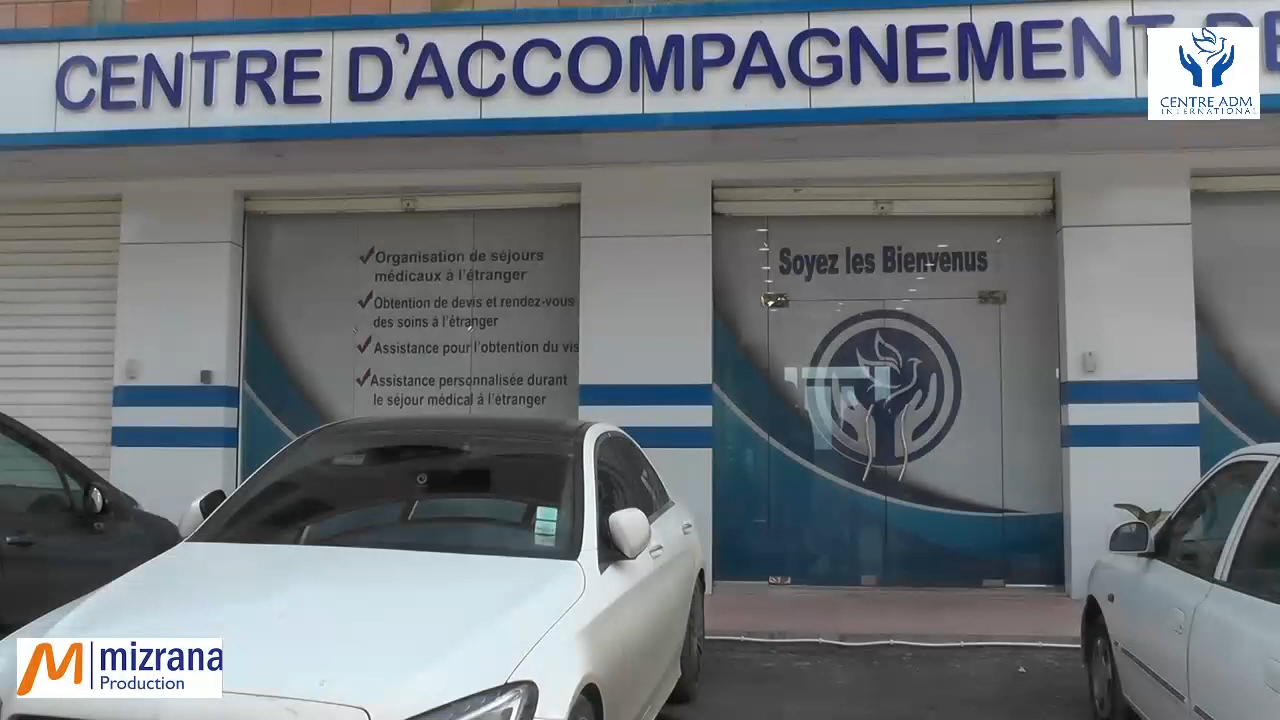 CENTRE D'ACCOMPAGNEMENT DE
CENTRE ADM
INTERNATIONAL
✓Organisation de séjours
médicaux à l'étranger
✓Obtention de devis et rendez-vous
des soins à l'étranger
✓Assistance pour l'obtention du vis
✓Assistance personnalisée durant
le séjour médical à l'étranger
Soyez les Bienvenus
M mizrana
Production